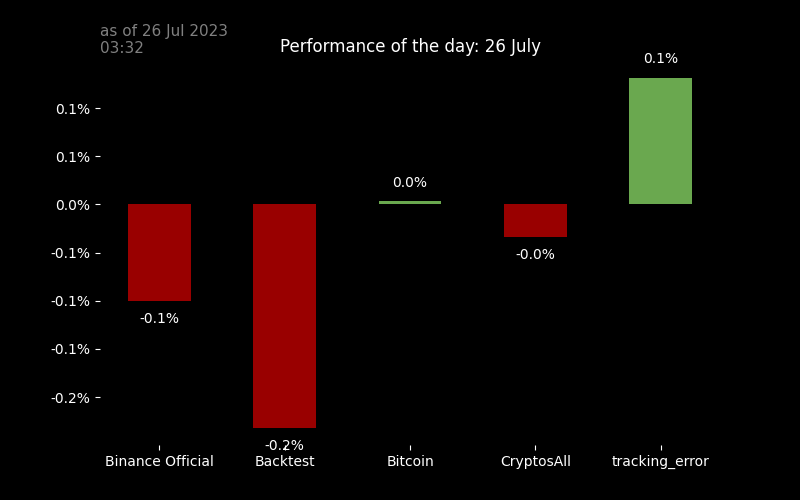 as of 26 Jul 2023
03:32
Performance of the day: 26 July
0.1%
0.1%
0.1%
0.0%
0.0%
-0.1%
-0.0%
-0.1%
-0.1%
-0.1%
-0.2%
-0.2%
Binance Official
Backtest
Bitcoin
CryptosAll
tracking_error